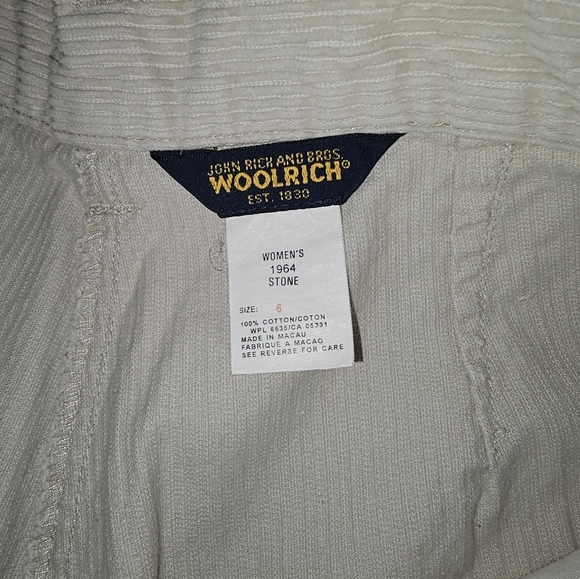 JOHN RICH AND BROS.
WOOLRICH®
EST. 1830
WOMEN'S
1964
STONE
SIZE: 6
100% COTTON/COTON
WPL 6635/CA 05331
MADE IN MACAU
FABRIQUE A MACAO
SEE REVERSE FOR CARE